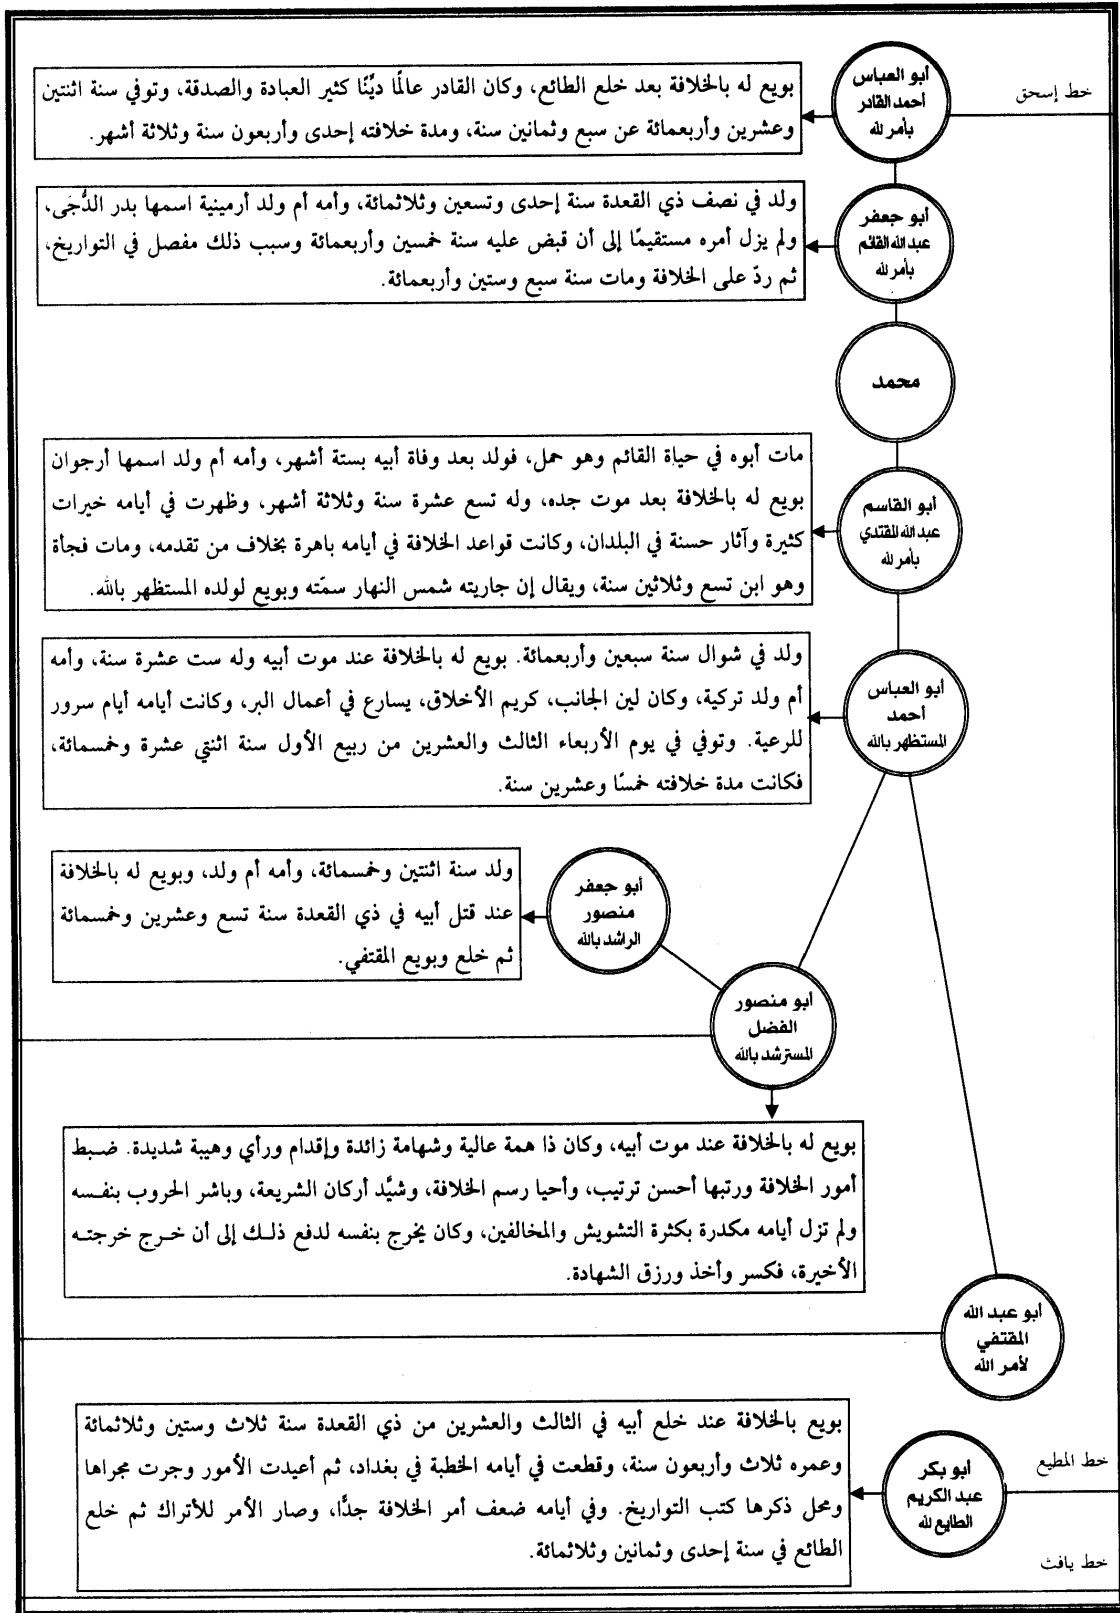 خط إسحق
أبو العباس
أحمد القادر
بأمر لله
بويع له بالخلافة بعد خلع الطائع، وكان القادر عالمًا ديِّنًا كثير العبادة والصدقة، وتوفي سنة اثنتين
وعشرين وأربعمائة عن سبع وثمانين سنة، ومدة خلافته إحدى وأربعون سنة وثلاثة أشهر.
أبو جعفر
عبد الله القائم
بأمر لله
ولد في نصف ذي القعدة سنة إحدى وتسعين وثلاثمائة، وأمه أم ولد أرمينية اسمها بدر الدُّجَى،
ولم يزل أمره مستقيمًا إلى أن قبض عليه سنة خمسين وأربعمائة وسبب ذلك مفصل في التواريخ،
ثم ردّ على الخلافة ومات سنة سبع وستين وأربعمائة.
محمد
أبو القاسم
عبد الله المقتدي
بأمر لله
مات أبوه في حياة القائم وهو حمل، فولد بعد وفاة أبيه بستة أشهر، وأمه أم ولد اسمها أرجوان
بويع له بالخلافة بعد موت جده، وله تسع عشرة سنة وثلاثة أشهر، وظهرت في أيامه خيرات
كثيرة وآثار حسنة في البلدان، وكانت قواعد الخلافة في أيامه باهرة بخلاف من تقدمه، ومات فجأة
وهو ابن تسع وثلاثين سنة، ويقال إن جاريته شمس النهار سمّته وبويع لولده المستظهر بالله.
أبو العباس
أحمد
المستظهر بالله
ولد في شوال سنة سبعين وأربعمائة. بويع له بالخلافة عند موت أبيه وله ست عشرة سنة، وأمه
أم ولد تركية، وكان لين الجانب، كريم الأخلاق، يسارع في أعمال البر، وكانت أيامه أيام سرور
للرعية. وتوفي في يوم الأربعاء الثالث والعشرين من ربيع الأول سنة اثنتي عشرة وخمسمائة،
فكانت مدة خلافته خمسًا وعشرين سنة.
أبو جعفر
منصور
الراشد بالله
ولد سنة اثنتين وخمسمائة، وأمه أم ولد، وبويع له بالخلافة
عند قتل أبيه في ذي القعدة سنة تسع وعشرين وخمسمائة
ثم خلع وبويع المقتفي.
أبو منصور
الفضل
المسترشد بالله
بويع له بالخلافة عند موت أبيه، وكان ذا همة عالية وشهامة زائدة وإقدام ورأي وهيبة شديدة. ضبط
أمور الخلافة ورتبها أحسن ترتيب، وأحيا رسم الخلافة، وشيَّد أركان الشريعة، وباشر الحروب بنفسه
ولم تزل أيامه مكدرة بكثرة التشويش والمخالفين، وكان يخرج بنفسه لدفع ذلك إلى أن خرج خرجته
الأخيرة، فكسر وأخذ ورزق الشهادة.
أبو عبد الله
المقتفي
لأمر الله
خط المطيع
أبو بكر
عبد الكريم
الطايع لله
بويع بالخلافة عند خلع أبيه في الثالث والعشرين من ذي القعدة سنة ثلاث وستين وثلاثمائة
وعمره ثلاث وأربعون سنة، وقطعت في أيامه الخطبة في بغداد، ثم أعيدت الأمور وجرت مجراها
ومحل ذكرها كتب التواريخ. وفي أيامه ضعف أمر الخلافة جدًّا، وصار الأمر للأتراك ثم خلع
الطائع في سنة إحدى وثمانين وثلاثمائة.
خط يافث